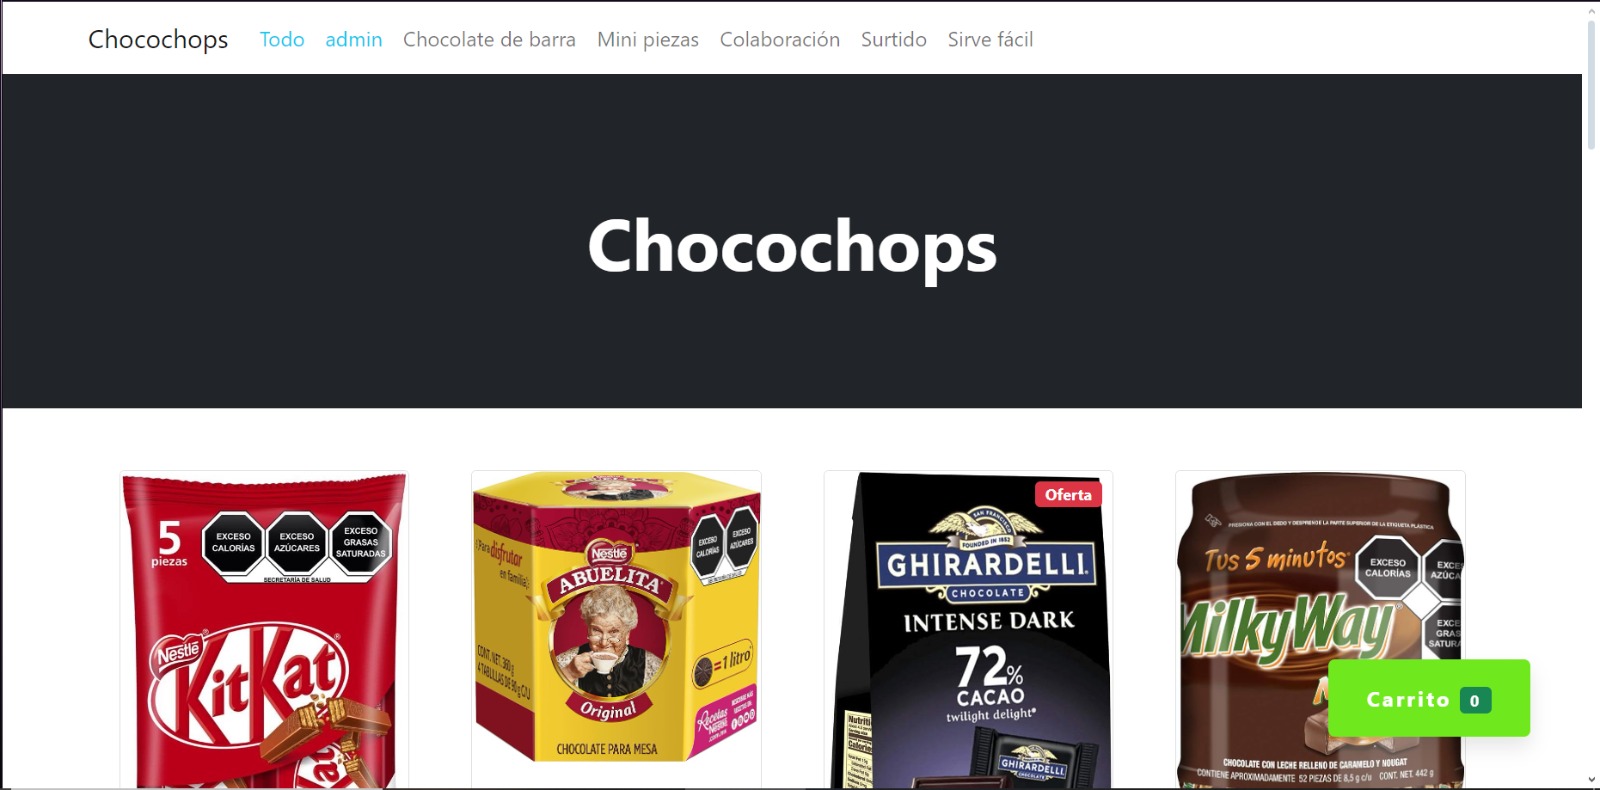 Chocochops Todo admin Chocolate de barra Mini piezas Colaboración Surtido Sirve fácil
Chocochops
5
piezas
EXCESO
CALORÍAS
EXCESO
AZÚCARES
EXCESO
GRASAS
SATURADAS
SECRETARÍA DE SALUD
Nestlé
KitKat
Para disfrutar
en familia
EXCESO
CALORÍAS
EXCESO
AZÚCARES
Nestlé
ABUELITA
CONT. NET. 360 g
4 TABLILLAS DE 90 g C/U
=1 litro
Original
Recetas
Nestlé
.com.mx
CHOCOLATE PARA MESA
Oferta
SAN FRANCISCO
FOUNDED IN 1852
GHIRARDELLI
CHOCOLATE
INTENSE DARK
72%
CACAO
twilight delight®
GHIRARDELLI
PRESIONA CON EL DEDO Y DESPRENDE LA PARTE SUPERIOR DE LA ETIQUETA PLÁSTICA
Tus 5 minutos
EXCESO
CALORÍAS
EXCE
AZÚCA
EXCE
GRAS
SATURA
MilkyWay
Carrito 0
CHOCOLATE CON LECHE RELLENO DE CARAMELO Y NOUGAT
CONTIENE APROXIMADAMENTE 52 PIEZAS DE 8,5 g c/u CONT. NET. 442 g